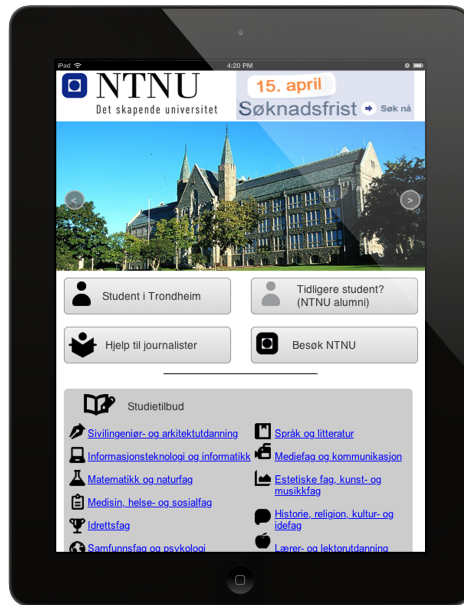 iPad
4:20 PM
NTNU
Det skapende universitet
15. april
Søknadsfrist
Søk nå
<
>
Student i Trondheim
Tidligere student?
(NTNU alumni)
Hjelp til journalister
Besøk NTNU
Studietilbud
Sivilingeniør- og arkitektutdanning
Språk og litteratur
Informasjonsteknologi og informatikk
Mediefag og kommunikasjon
Matematikk og naturfag
Estetiske fag, kunst- og
musikkfag
Medisin, helse- og sosialfag
Historie, religion, kultur- og
idefag
Idrettsfag
Samfunnsfag og psykologi
Lærer- og lektorutdanning